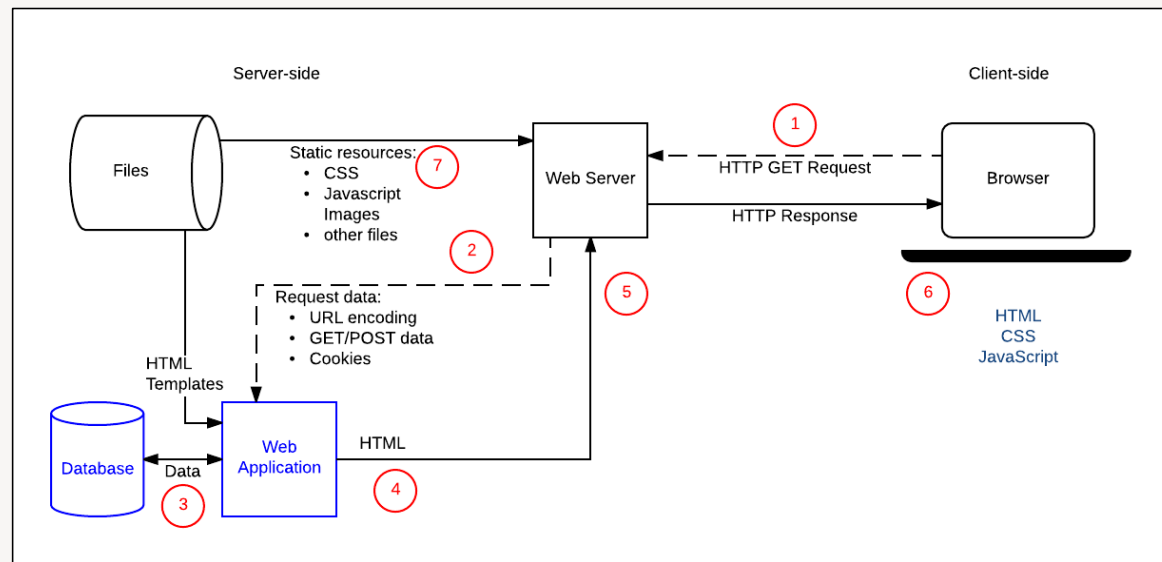 Server-side
Client-side
Files
Static resources:
• CSS
• Javascript
Images
• other files
7
Web Server
1
HTTP GET Request
HTTP Response
Browser
2
Request data:
• URL encoding
• GET/POST data
• Cookies
5
6
HTML
CSS
JavaScript
HTML
Templates
Database
Data
3
Web
Application
HTML
4